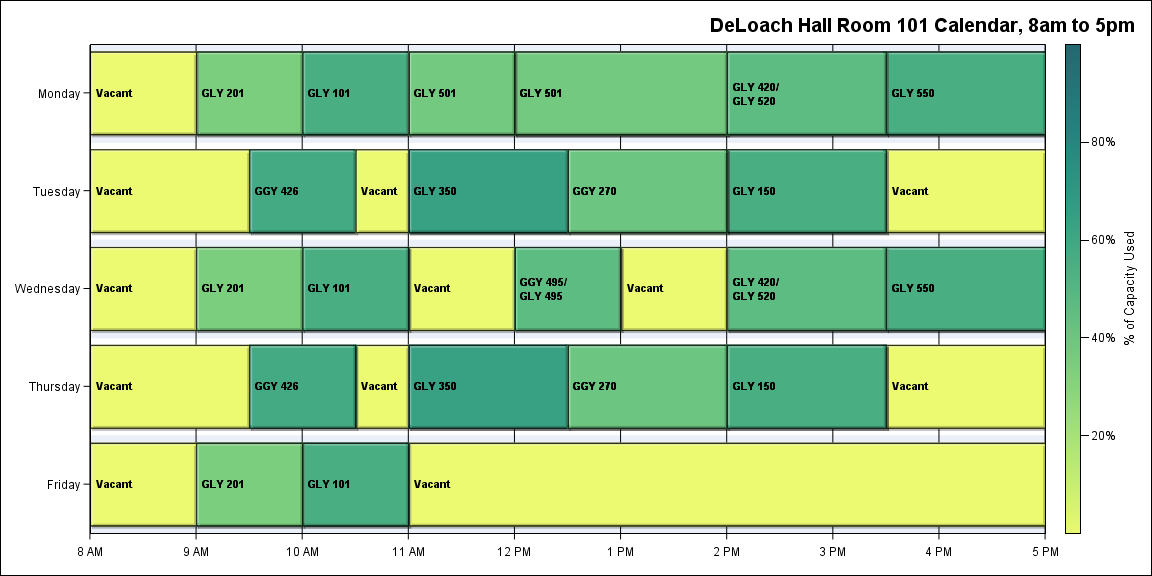 DeLoach Hall Room 101 Calendar, 8am to 5pm
Monday
Vacant
GLY 201
GLY 101
GLY 501
GLY 501
GLY 420/
GLY 520
GLY 550
Tuesday
Vacant
GGY 426
Vacant
GLY 350
GGY 270
GLY 150
Vacant
Wednesday
Vacant
GLY 201
GLY 101
Vacant
GGY 495/
GLY 495
Vacant
GLY 420/
GLY 520
GLY 550
Thursday
Vacant
GGY 426
Vacant
GLY 350
GGY 270
GLY 150
Vacant
Friday
Vacant
GLY 201
GLY 101
Vacant
8 AM
9 AM
10 AM
11 AM
12 PM
1 PM
2 PM
3 PM
4 PM
5 PM
80%
60%
40%
20%
% of Capacity Used